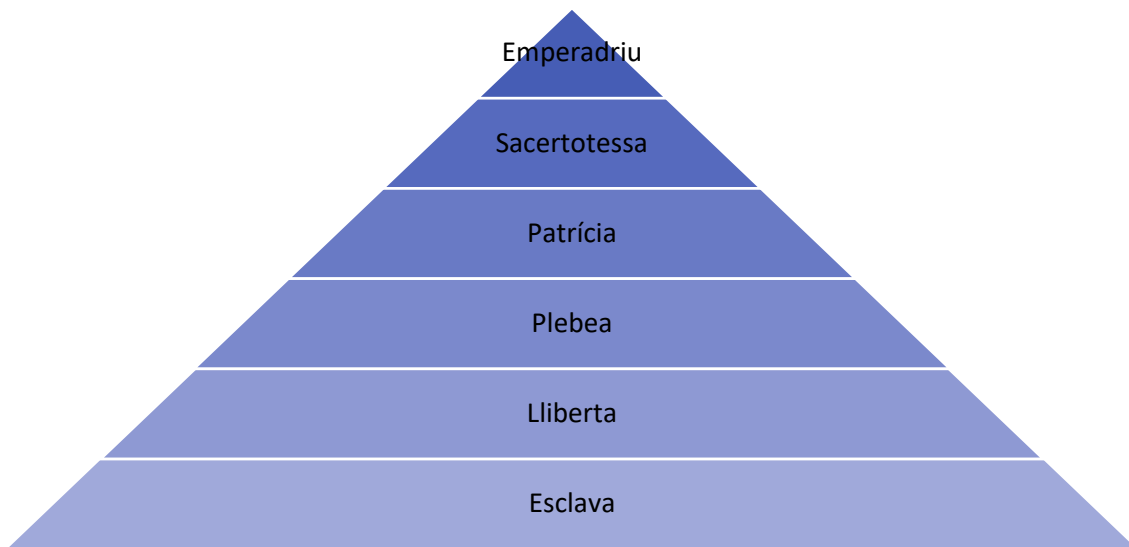 Emperadriu
Sacertotessa
Patrícia
Plebea
Lliberta
Esclava